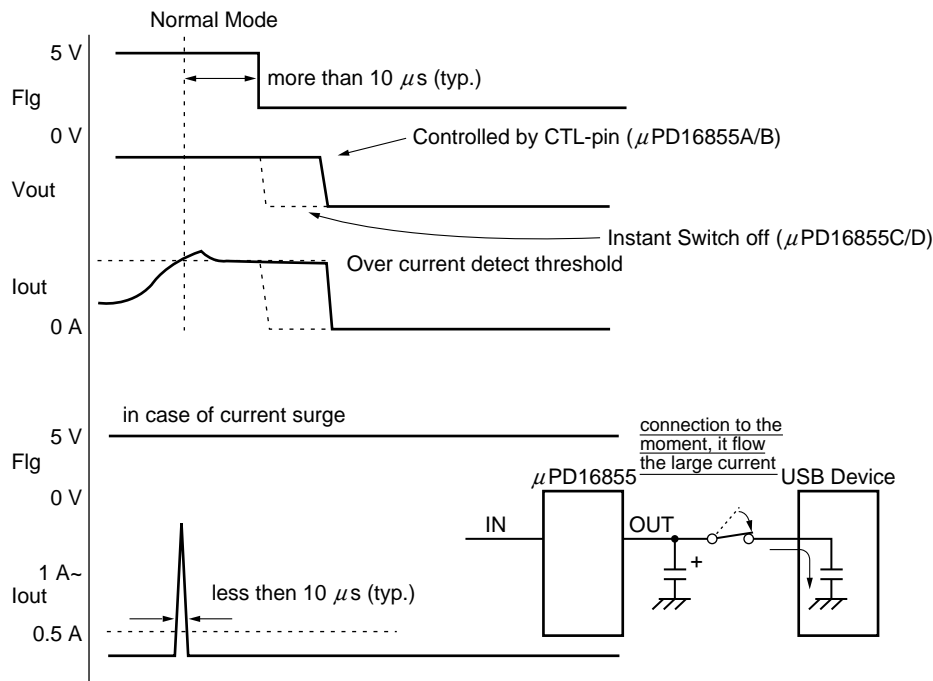 Normal Mode
5 V
more than 10 μs (typ.)
Flg
0 V
Controlled by CTL-pin (μPD16855A/B)
Vout
Instant Switch off (μPD16855C/D)
Over current detect threshold
Iout
0 A
in case of current surge
5 V
Flg
0 V
connection to the
moment, it flow
the large current
μPD16855
USB Device
IN
OUT
+
1 A~
Iout
less then 10 μs (typ.)
0.5 A